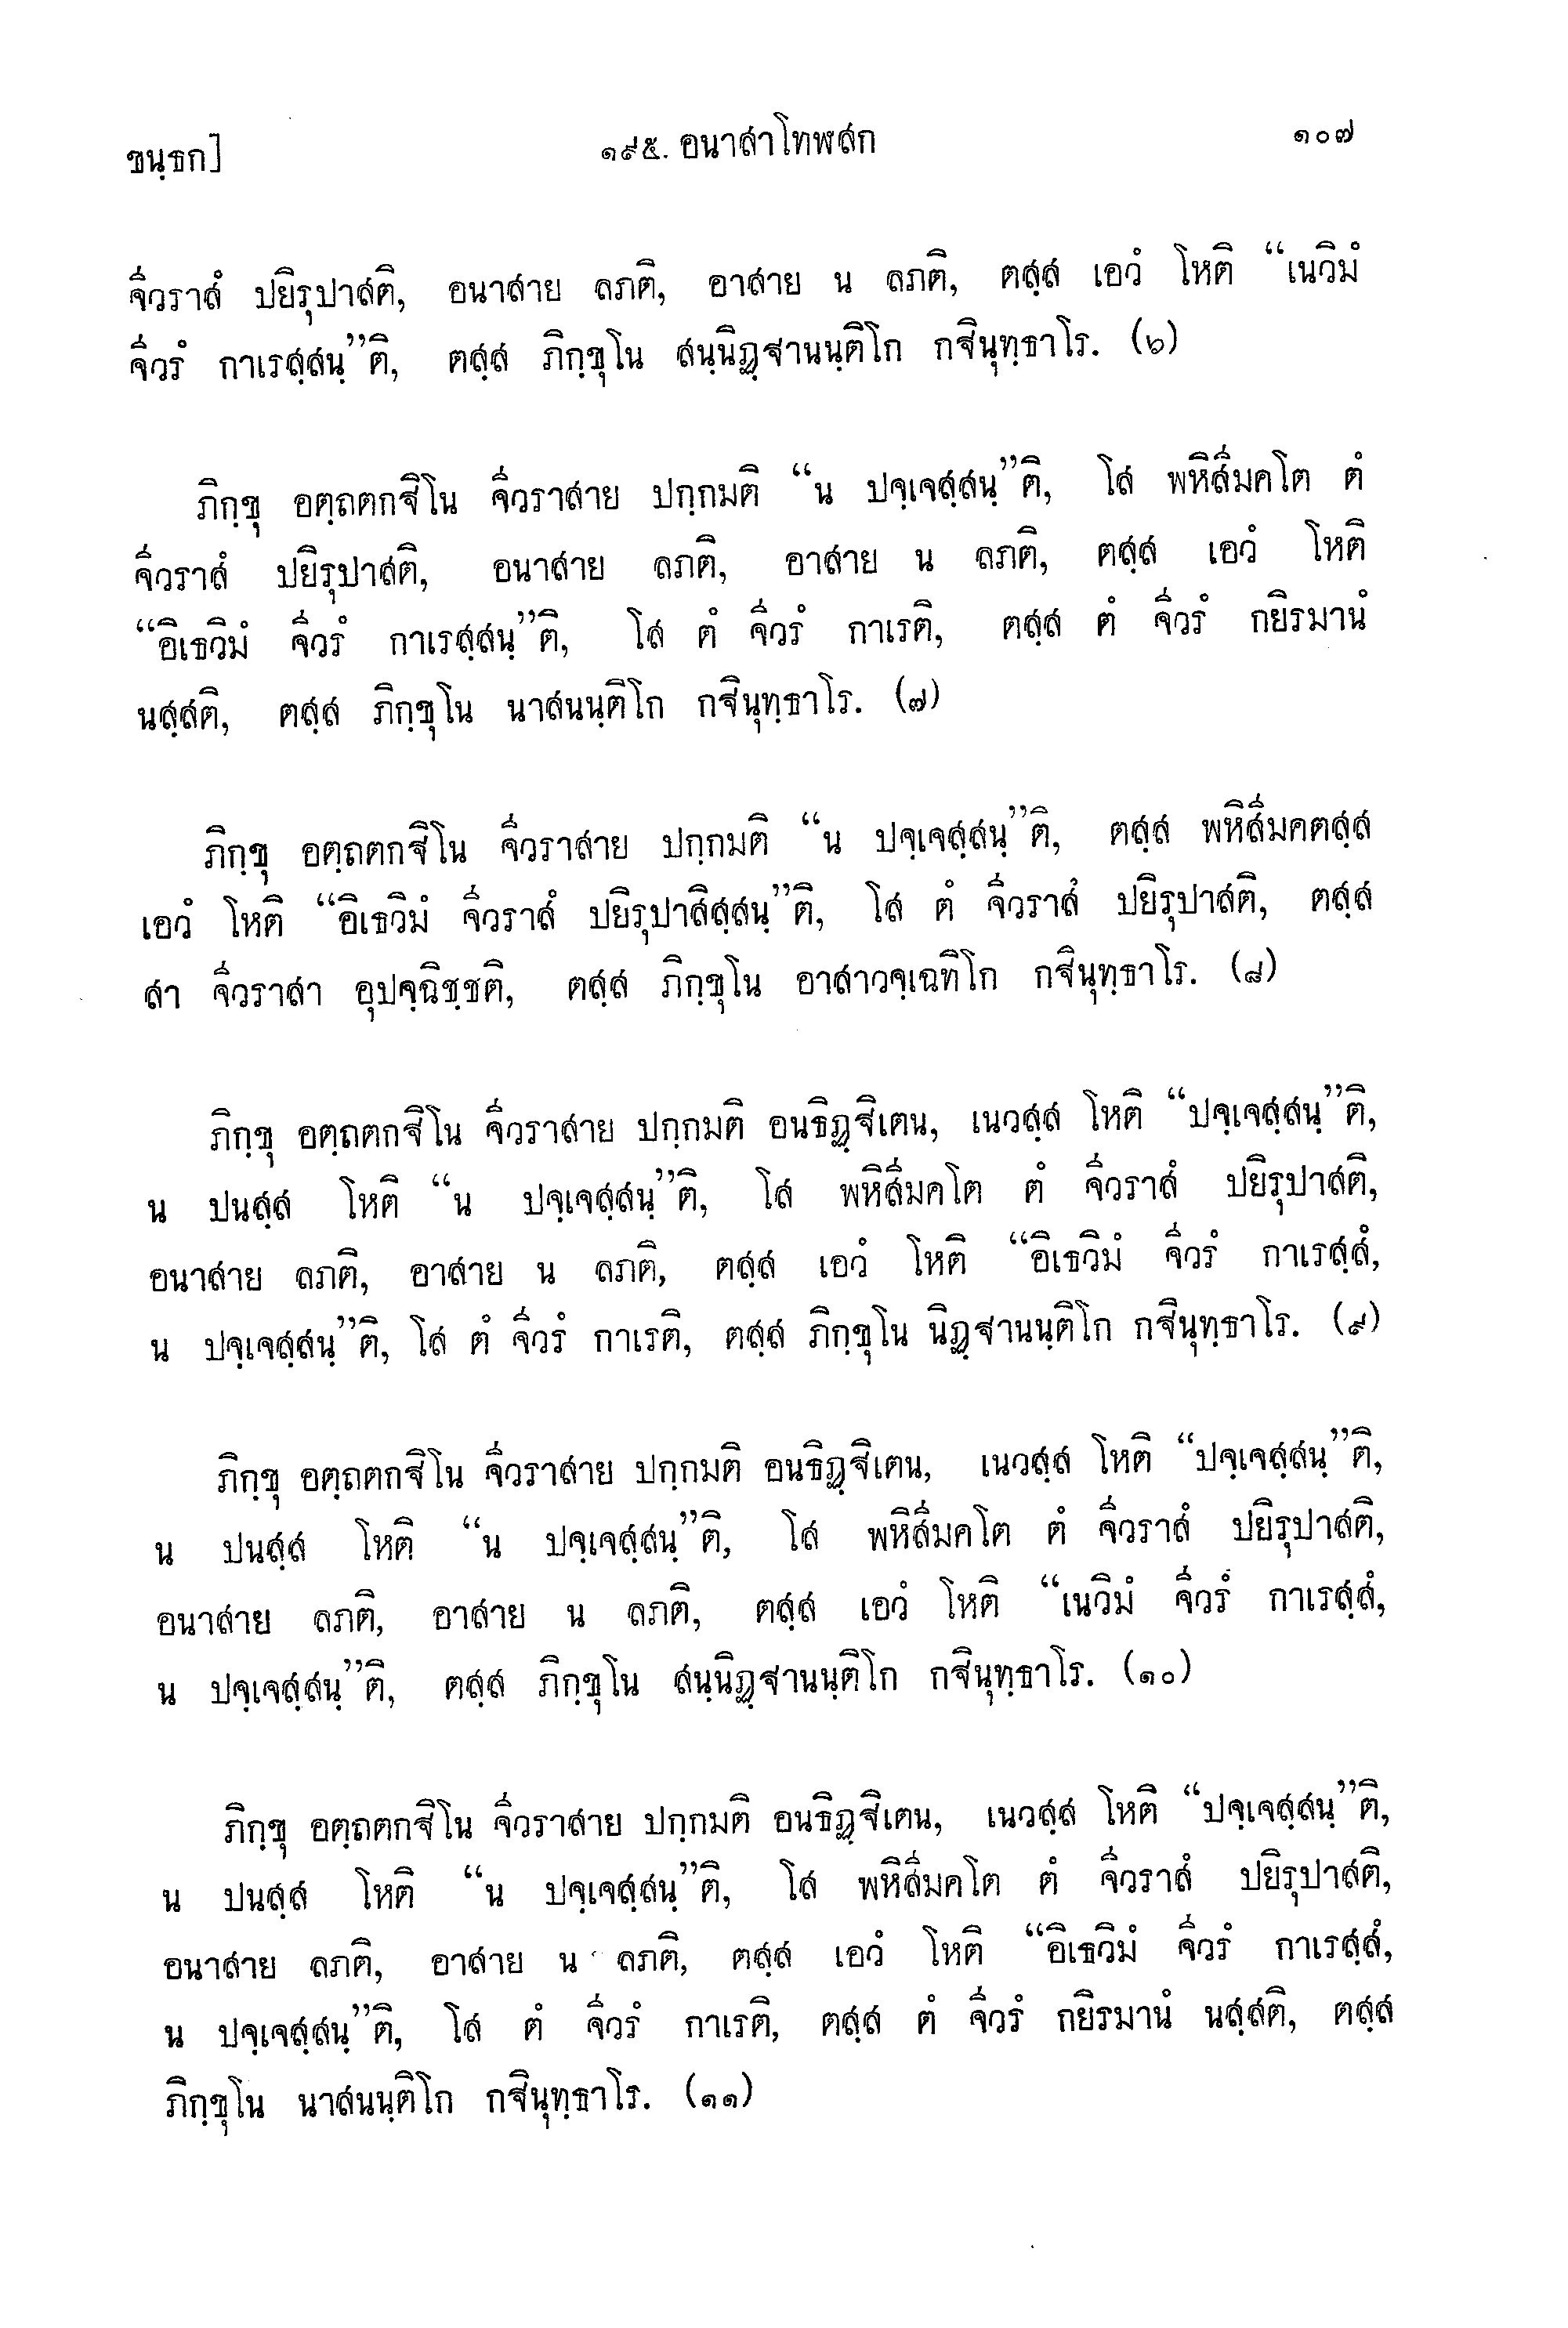 ขนฺธก]
๑๙๕. อนาสาโทฬสก
๑๐๗
จีวราสํ ปยิรุปาสติ, อนาสาย ลภติ, อาสาย น ลภติ, ตสฺส เอวํ โหติ “เนวิมํ
จีวรํ กาเรสฺสนฺ”ติ, ตสฺส ภิกฺขุโน สนฺนิฏฺฐานนฺติโก กฐินุทฺธาโร. (๖)
ภิกฺขุ อตฺถตกฐิโน จีวราสาย ปกฺกมติ “น ปจฺเจสฺสนฺ”ติ, โส พหิสีมคโต ตํ
จีวราสํ ปยิรุปาสติ, อนาสาย ลภติ, อาสาย น ลภติ, ตสฺส เอวํ โหติ
“อิเธวิมํ จีวรํ กาเรสฺสนฺ”ติ, โส ตํ จีวรํ กาเรติ, ตสฺส ตํ จีวรํ กยิรมานํ
นสฺสติ, ตสฺส ภิกฺขุโน นาสนนฺติโก กฐินุทฺธาโร. (๗)
ภิกฺขุ อตฺถตกฐิโน จีวราสาย ปกฺกมติ “น ปจฺเจสฺสนฺ”ติ, ตสฺส พหิสีมคตสฺส
เอวํ โหติ “อิเธวิมํ จีวราสํ ปยิรุปาสิสฺสนฺ”ติ, โส ตํ จีวราสํ ปยิรุปาสติ, ตสฺส
สา จีวราสา อุปจฺฉิชฺชติ, ตสฺส ภิกฺขุโน อาสาวจฺเฉทิโก กฐินุทฺธาโร. (๘)
ภิกฺขุ อตฺถตกฐิโน จีวราสาย ปกฺกมติ อนธิฏฺฐิเตน, เนวสฺส โหติ “ปจฺเจสฺสนฺ”ติ,
น ปนสฺส โหติ “น ปจฺเจสฺสนฺ”ติ, โส พหิสีมคโต ตํ จีวราสํ ปยิรุปาสติ,
อนาสาย ลภติ, อาสาย น ลภติ, ตสฺส เอวํ โหติ “อิเธวิมํ จีวรํ กาเรสฺสํ,
น ปจฺเจสฺสนฺ”ติ, โส ตํ จีวรํ กาเรติ, ตสฺส ภิกฺขุโน นิฏฺฐานนฺติโก กฐินุทฺธาโร. (๙)
ภิกฺขุ อตฺถตกฐิโน จีวราสาย ปกฺกมติ อนธิฏฺฐิเตน, เนวสฺส โหติ “ปจฺเจสฺสนฺ”ติ,
น ปนสฺส โหติ “น ปจฺเจสฺสนฺ”ติ, โส พหิสีมคโต ตํ จีวราสํ ปยิรุปาสติ,
อนาสาย ลภติ, อาสาย น ลภติ, ตสฺส เอวํ โหติ “เนวิมํ จีวรํ กาเรสฺสํ,
น ปจฺเจสฺสนฺ”ติ, ตสฺส ภิกฺขุโน สนฺนิฏฺฐานนฺติโก กฐินุทฺธาโร. (๑๐)
ภิกฺขุ อตฺถตกฐิโน จีวราสาย ปกฺกมติ อนธิฏฺฐิเตน, เนวสฺส โหติ “ปจฺเจสฺสนฺ”ติ,
น ปนสฺส โหติ “น ปจฺเจสฺสนฺ”ติ, โส พหิสีมคโต ตํ จีวราสํ ปยิรุปาสติ,
อนาสาย ลภติ, อาสาย น ลภติ, ตสฺส เอวํ โหติ “อิเธวิมํ จีวรํ กาเรสฺสํ,
น ปจฺเจสฺสนฺ”ติ, โส ตํ จีวรํ กาเรติ, ตสฺส ตํ จีวรํ กยิรมานํ นสฺสติ, ตสฺส
ภิกฺขุโน นาสนนฺติโก กฐินุทฺธาโร. (๑๑)